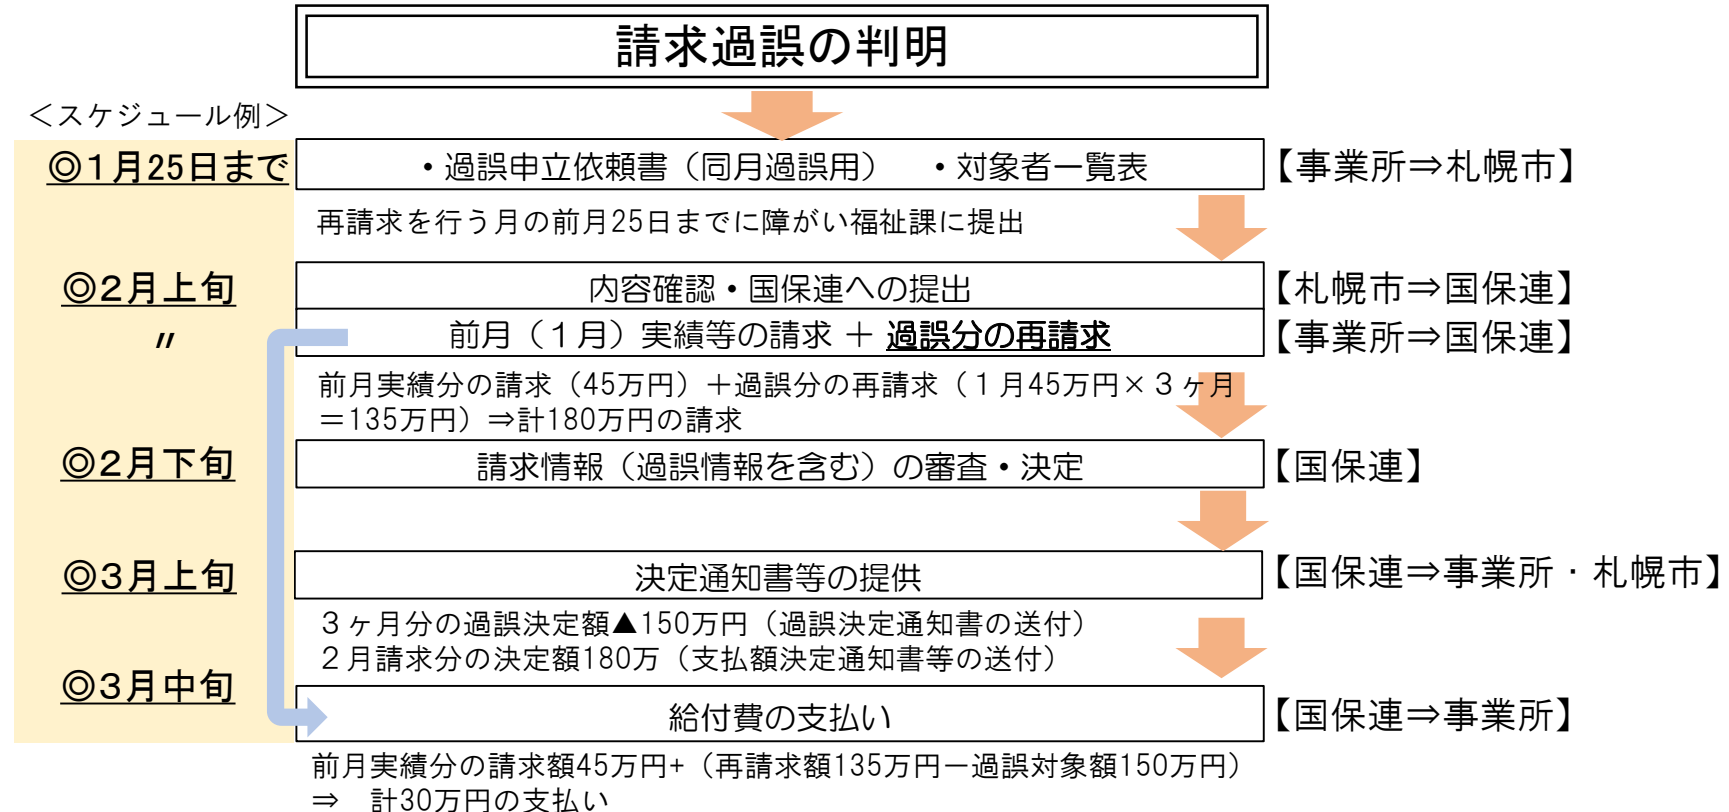 請求過誤の判明
＜スケジュール例＞
◎１月25日まで
・過誤申立依頼書（同月過誤用）　・対象者一覧表
【事業所⇒札幌市】
再請求を行う月の前月25日までに障がい福祉課に提出
◎２月上旬
内容確認・国保連への提出
【札幌市⇒国保連】
〃
前月（１月）実績等の請求 ＋ 過誤分の再請求
【事業所⇒国保連】
前月実績分の請求（45万円）＋過誤分の再請求（１月45万円×３ヶ月
＝135万円）⇒計180万円の請求
◎２月下旬
請求情報（過誤情報を含む）の審査・決定
【国保連】
◎３月上旬
決定通知書等の提供
【国保連⇒事業所・札幌市】
３ヶ月分の過誤決定額▲150万円（過誤決定通知書の送付）
２月請求分の決定額180万（支払額決定通知書等の送付）
◎３月中旬
給付費の支払い
【国保連⇒事業所】
前月実績分の請求額45万円+（再請求額135万円－過誤対象額150万円）
⇒　計30万円の支払い